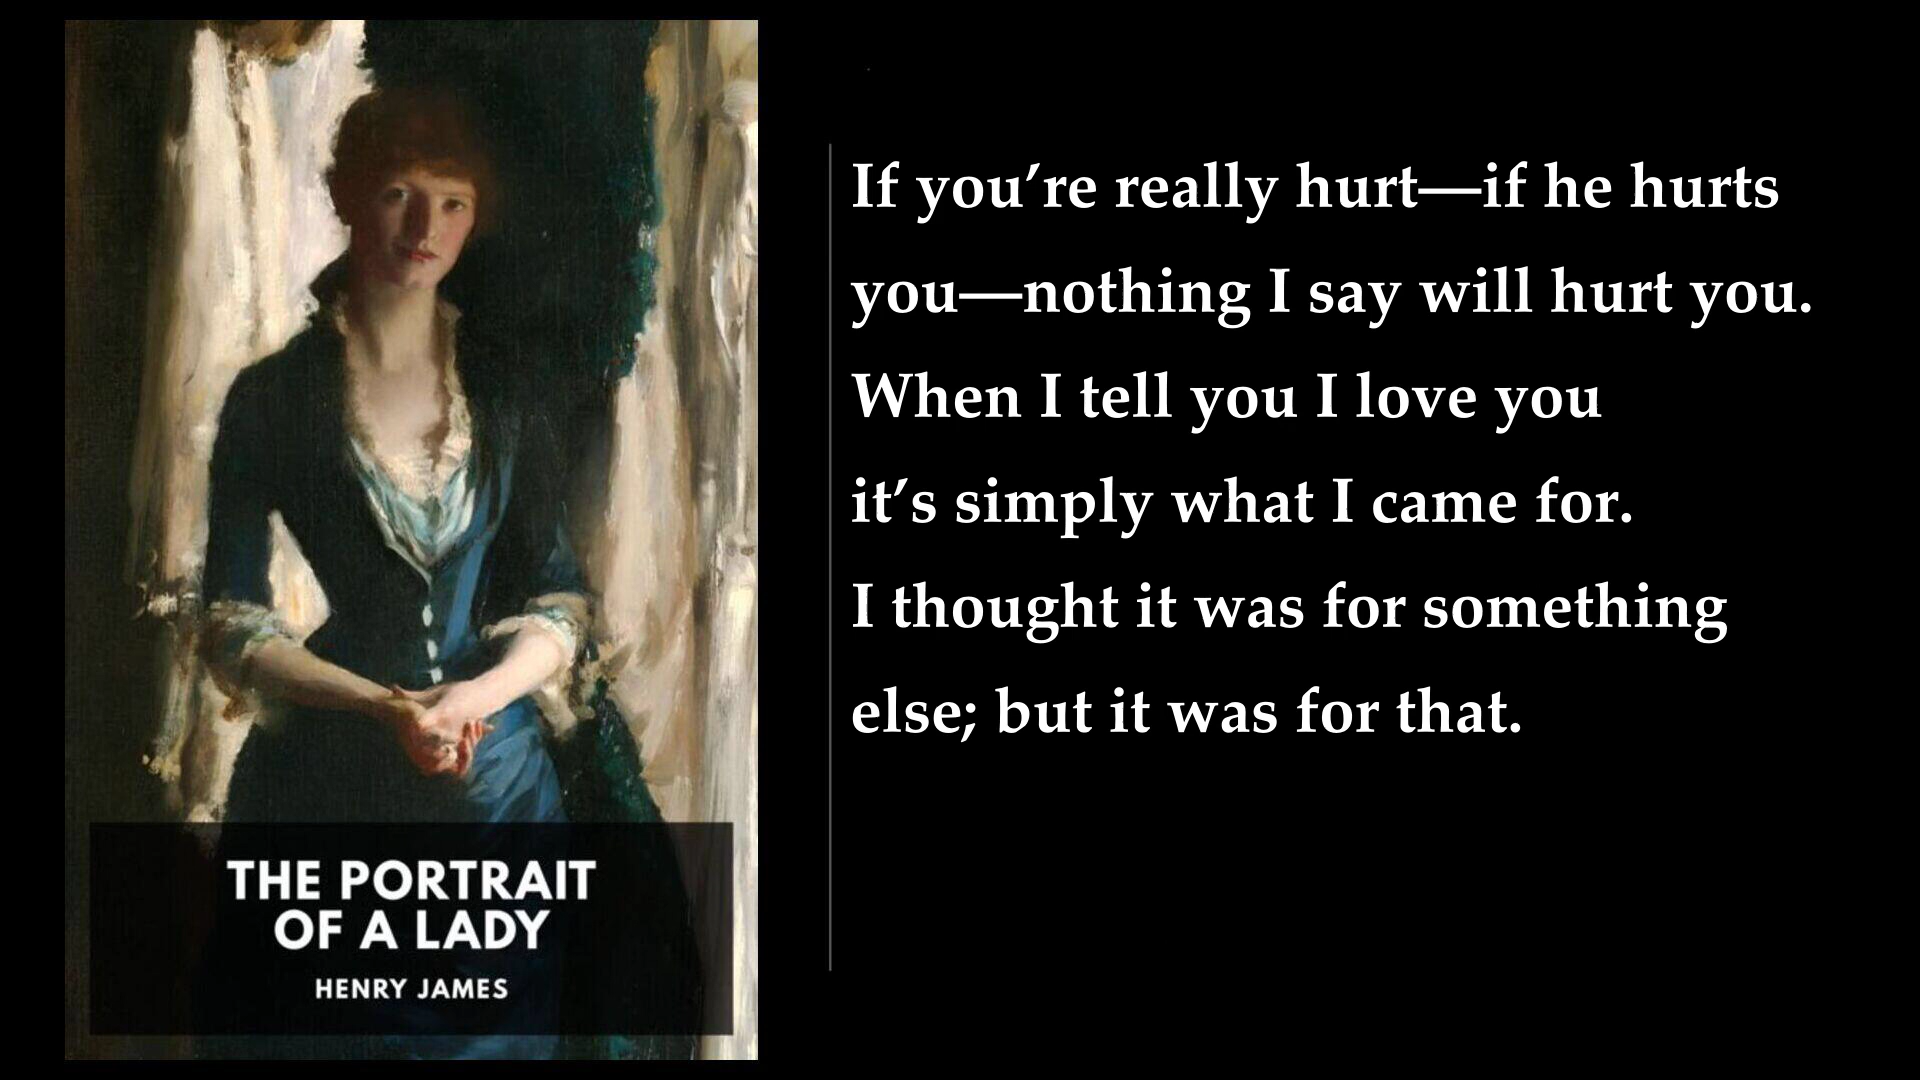 If you’re really hurt—if he hurts
you—nothing I say will hurt you.
When I tell you I love you
it’s simply what I came for.
I thought it was for something
else; but it was for that.
THE PORTRAIT
OF A LADY
HENRY JAMES